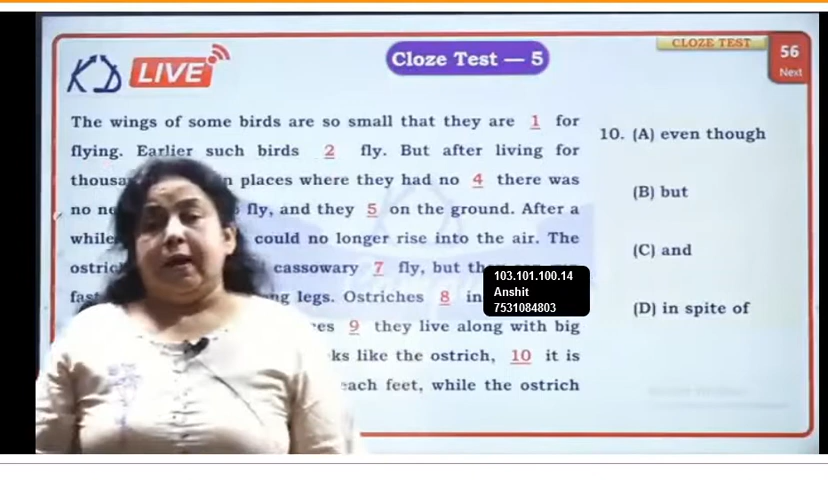 KD LIVE
Cloze Test — 5
CLOZE TEST
56
Next
The wings of some birds are so small that they are 1 for
flying. Earlier such birds 2 fly. But after living for
places where they had no 4 there was
fly, and they 5 on the ground. After a
while could no longer rise into the air. The
cassowary 7 fly, but
legs. Ostriches 8 in
9 they live along with big
like the ostrich, 10 it is
feet, while the ostrich
103.101.100.14
Anshit
7531084803
10. (A) even though
(B) but
(C) and
(D) in spite of